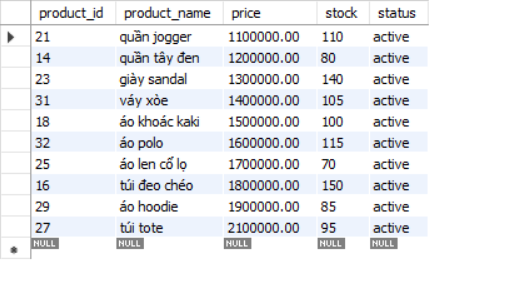 product_id product_name price stock status
21 quần jogger 1100000.00 110 active
14 quần tây đen 1200000.00 80 active
23 giày sandal 1300000.00 140 active
31 váy xòe 1400000.00 105 active
18 áo khoác kaki 1500000.00 100 active
32 áo polo 1600000.00 115 active
25 áo len cổ lọ 1700000.00 70 active
16 túi đeo chéo 1800000.00 150 active
29 áo hoodie 1900000.00 85 active
27 túi tote 2100000.00 95 active
NULL NULL NULL NULL NULL